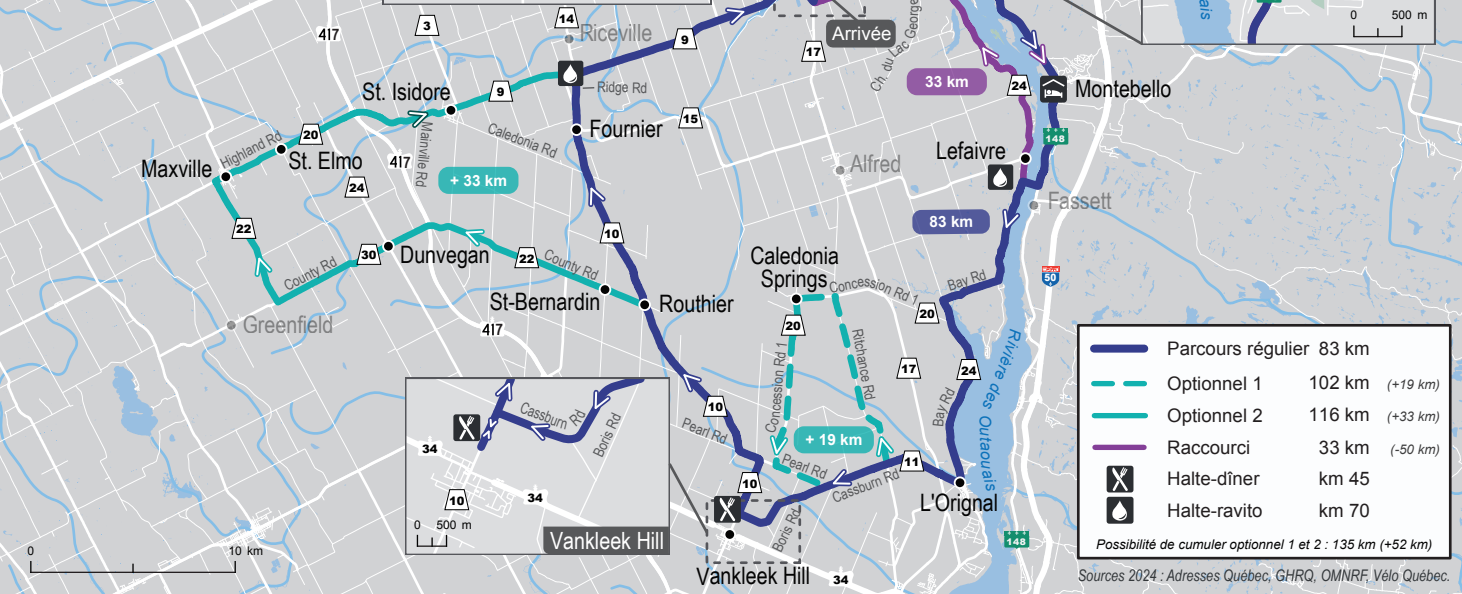 417
3
14
Riceville
9
17
Arrivée
Ch. du Lac George
ais
0 500 m
33 km
24
Montebello
148
St. Isidore
9
Ridge Rd
15
20
Highland Rd
St. Elmo
Maxville
417
Mainville Rd
Caledonia Rd
Fournier
24
+ 33 km
Alfred
Lefaivre
83 km
Fassett
22
30
County Rd
Dunvegan
22
County Rd
10
St-Bernardin
Routhier
Greenfield
417
Caledonia
Springs
Concession Rd 1
Bay Rd
20
50
20
Concession Rd 1
Ritchance Rd
17
24
Bay Rd
Rivière des Outaouais
10
Pearl Rd
+ 19 km
Pearl Rd
10
Cassburn Rd
11
L'Orignal
Boris Rd
Vankleek Hill
34
148
Cassburn Rd
Boris Rd
34
10
34
0 500 m
Vankleek Hill
0 10 km
Parcours régulier 83 km
Optionnel 1 102 km (+19 km)
Optionnel 2 116 km (+33 km)
Raccourci 33 km (-50 km)
Halte-dîner km 45
Halte-ravito km 70
Possibilité de cumuler optionnel 1 et 2 : 135 km (+52 km)
Sources 2024 : Adresses Québec, GHRQ, OMNRF, Vélo Québec.